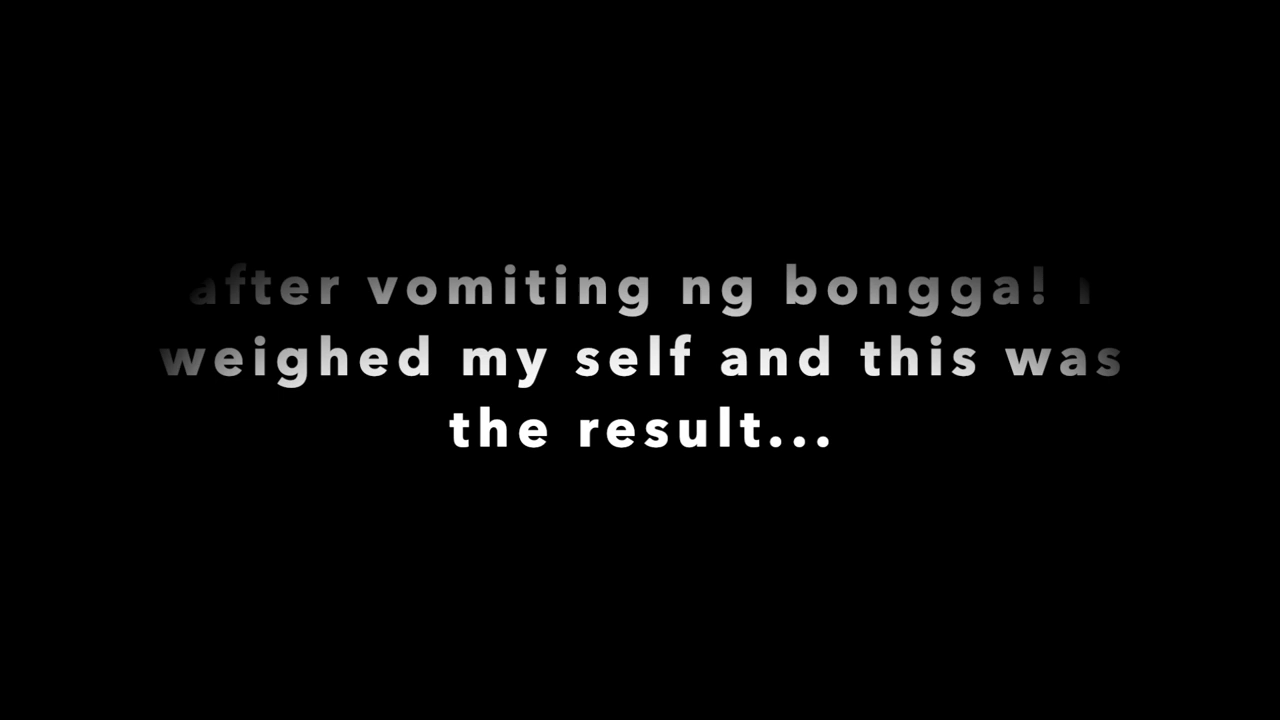 after vomiting ng bongga! I
weighed my self and this was
the result...